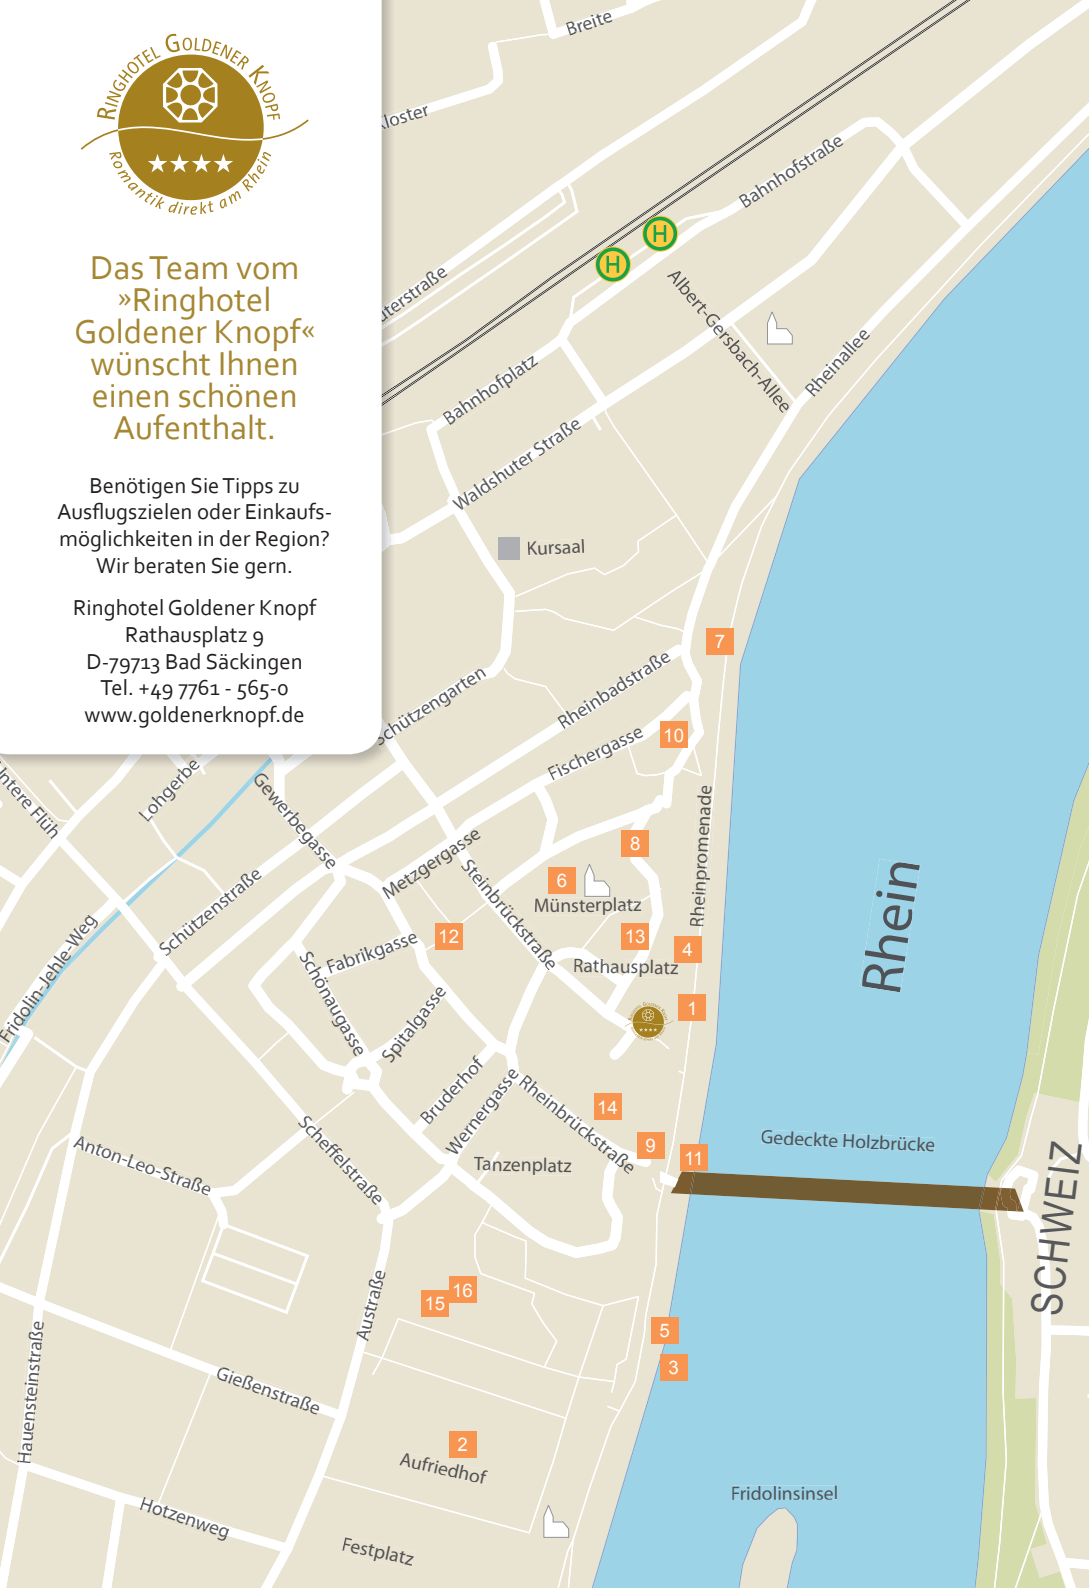 RINGHOTEL GOLDENER KNOPF
★★★★
Romantik direkt am Rhein
Das Team vom
»Ringhotel
Goldener Knopf«
wünscht Ihnen
einen schönen
Aufenthalt.
Benötigen Sie Tipps zu
Ausflugszielen oder Einkaufs-
möglichkeiten in der Region?
Wir beraten Sie gern.
Ringhotel Goldener Knopf
Rathausplatz 9
D-79713 Bad Säckingen
Tel. +49 7761 - 565-0
www.goldenerknopf.de
Breite
Kloster
Bahnhofstraße
H
H
uterstraße
Albert-Gersbach-Allee
Rheinallee
Bahnhofplatz
Waldshuter Straße
Kursaal
7
Rheinbadstraße
Schützengarten
10
Fischergasse
Untere Flüh
Lohgerbe
Gewerbegasse
Rheinpromenade
8
Metzgergasse
Steinbrückstraße
6
Münsterplatz
Rhein
Schützenstraße
12
13
4
Fabrikgasse
Rathausplatz
Fridolin-Jehle-Weg
Schönaugasse
Spitalgasse
1
Bruderhof
Wernergasse
Rheinbrückstraße
14
9
11
Gedeckte Holzbrücke
Anton-Leo-Straße
Scheffelstraße
Tanzenplatz
SCHWEIZ
Austraße
16
15
5
3
Hauensteinstraße
Gießenstraße
2
Aufriedhof
Fridolinsinsel
Hotzenweg
Festplatz